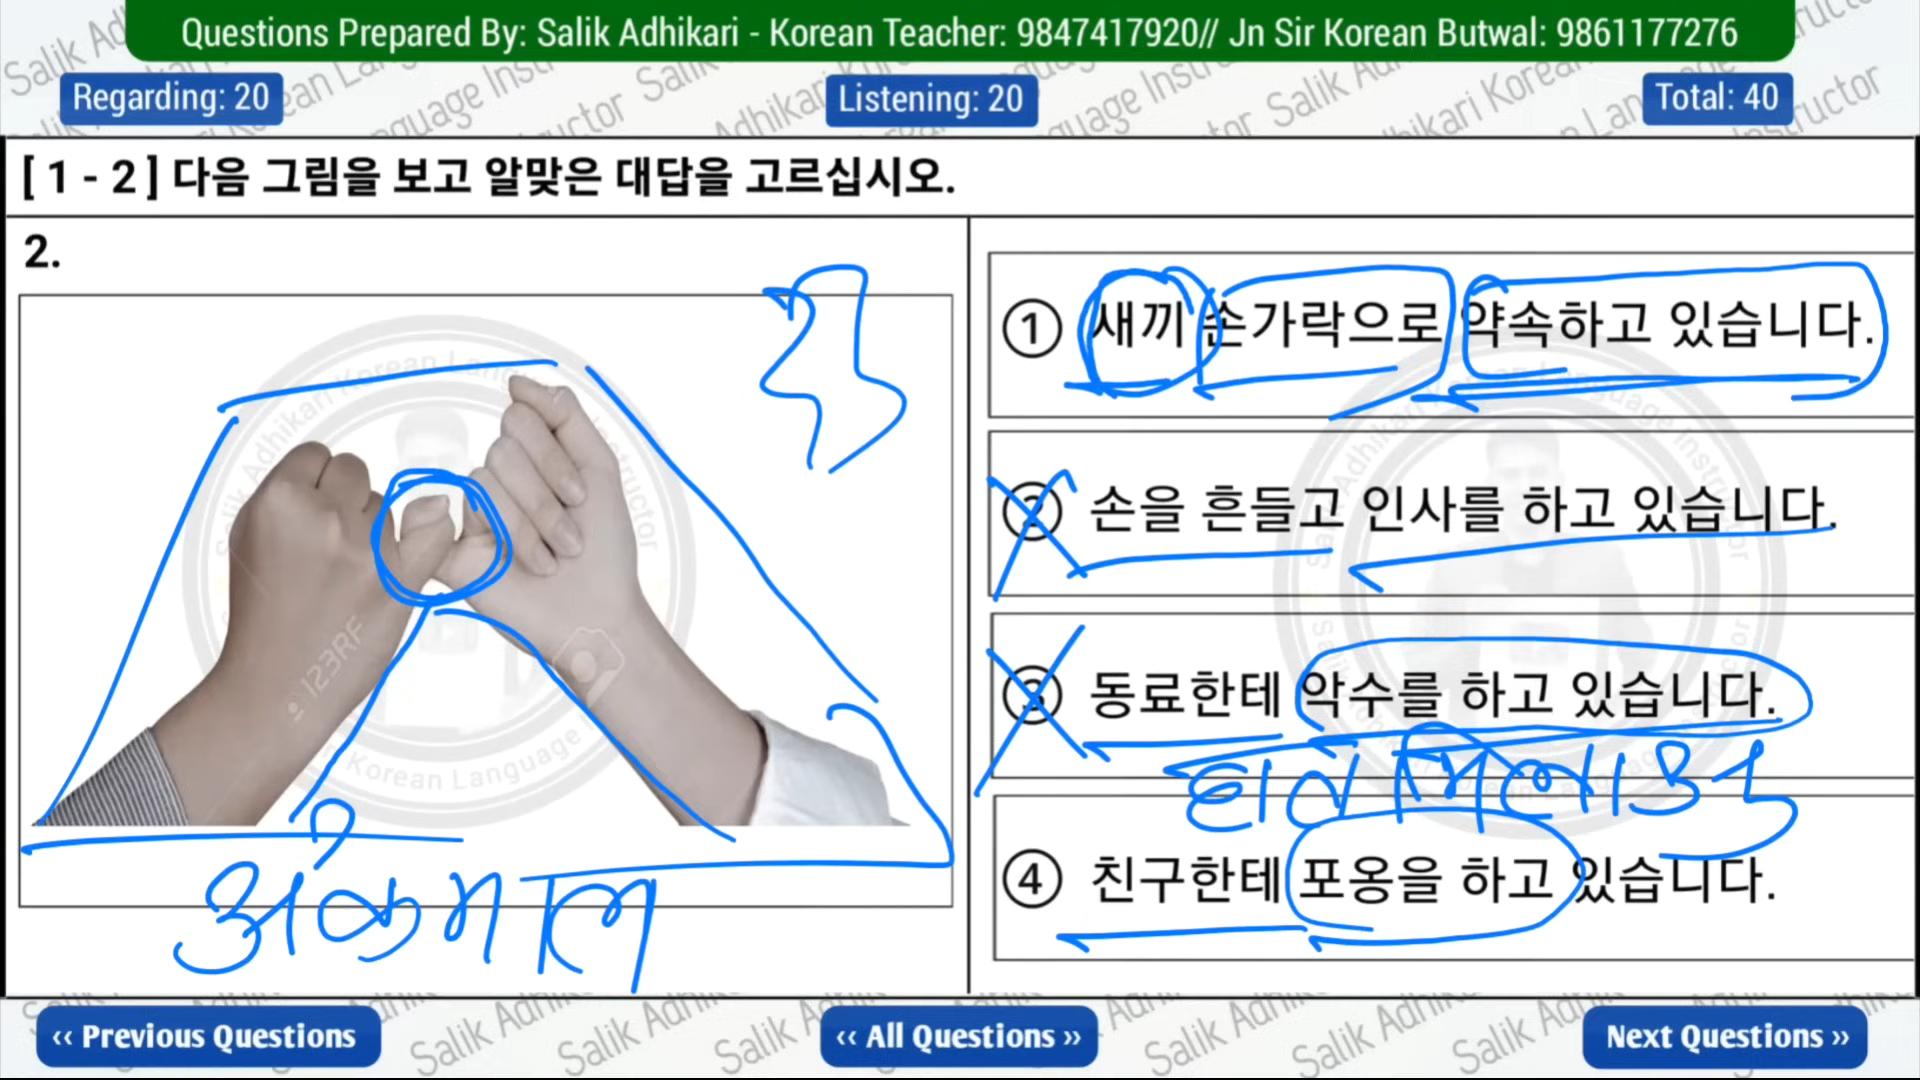 Questions Prepared By: Salik Adhikari - Korean Teacher: 9847417920// Jn Sir Korean Butwal: 9861177276
Regarding: 20
Listening: 20
Total: 40
[ 1 - 2 ] 다음 그림을 보고 알맞은 대답을 고르십시오.
2.
① 새끼 손가락으로 약속하고 있습니다.
② 손을 흔들고 인사를 하고 있습니다.
③ 동료한테 악수를 하고 있습니다.
हात मिलाउनु
④ 친구한테 포옹을 하고 있습니다.
123RF
अंकमाल
‹‹ Previous Questions
‹‹ All Questions ››
Next Questions ››